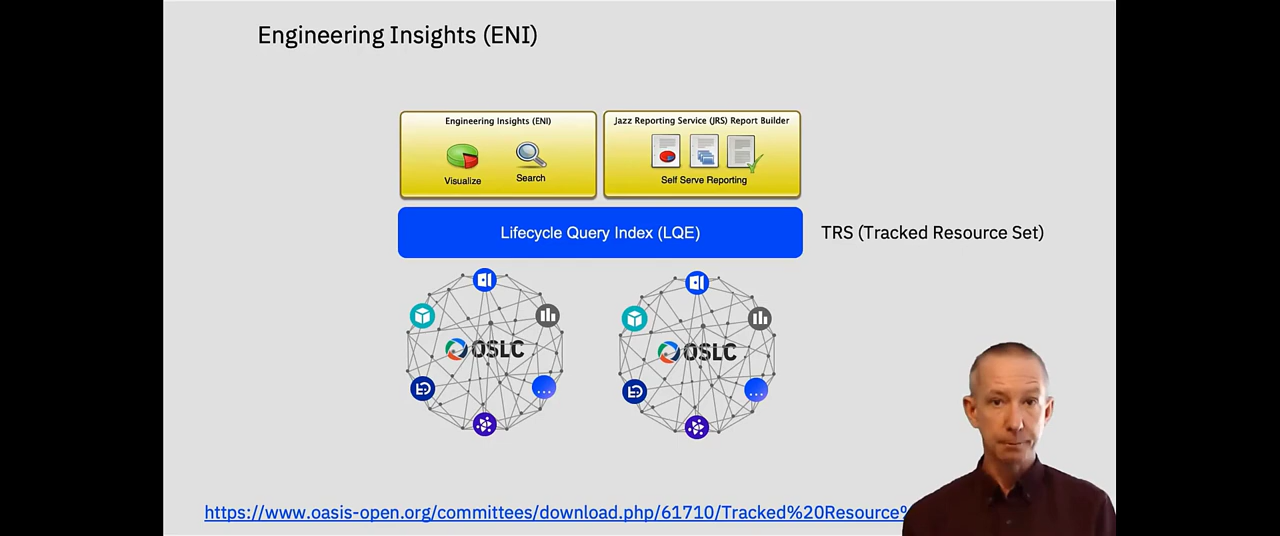 Engineering Insights (ENI)
Engineering Insights (ENI)
Visualize
Search
Jazz Reporting Service (JRS) Report Builder
Self Serve Reporting
Lifecycle Query Index (LQE)
TRS (Tracked Resource Set)
OSLC
OSLC
https://www.oasis-open.org/committees/download.php/61710/Tracked%20Resource%